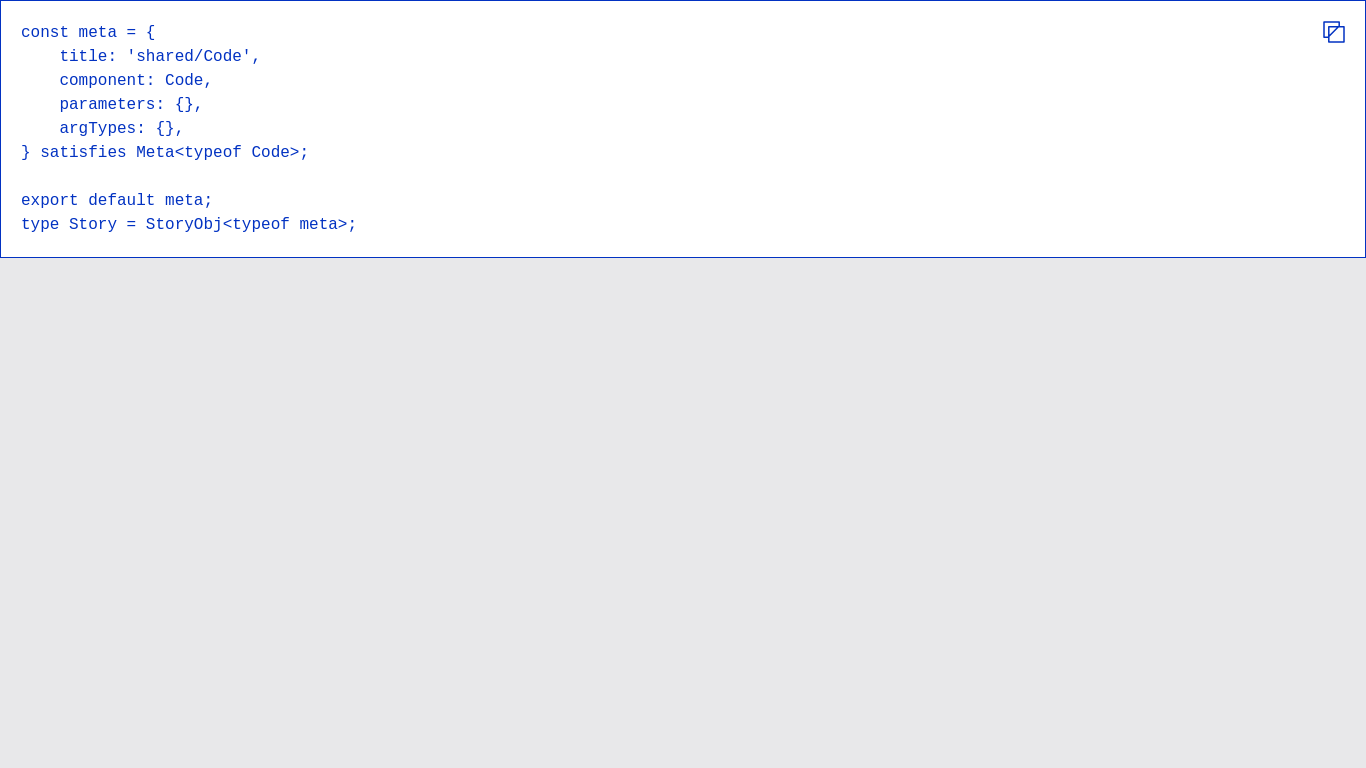 const meta = {
    title: 'shared/Code',
    component: Code,
    parameters: {},
    argTypes: {},
} satisfies Meta<typeof Code>;

export default meta;
type Story = StoryObj<typeof meta>;